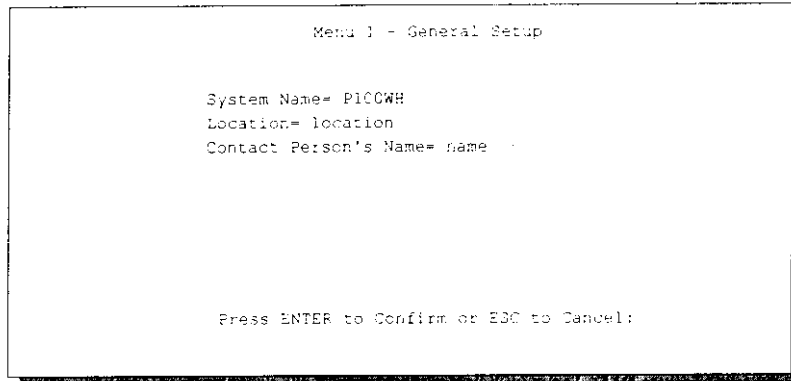 Menu 1 - General Setup
System Name= P100WH
Location= location
Contact Person's Name= name
Press ENTER to Confirm or ESC to Cancel: